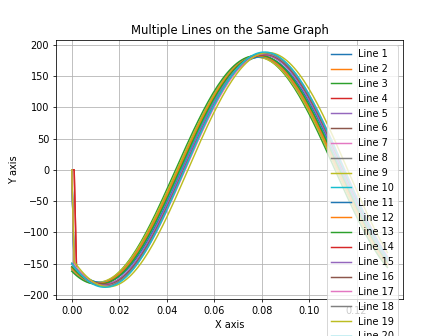 Multiple Lines on the Same Graph
Y axis
200
150
100
50
0
−50
−100
−150
−200
0.00
0.02
0.04
0.06
0.08
0.10
X axis
Line 1
Line 2
Line 3
Line 4
Line 5
Line 6
Line 7
Line 8
Line 9
Line 10
Line 11
Line 12
Line 13
Line 14
Line 15
Line 16
Line 17
Line 18
Line 19
Line 20